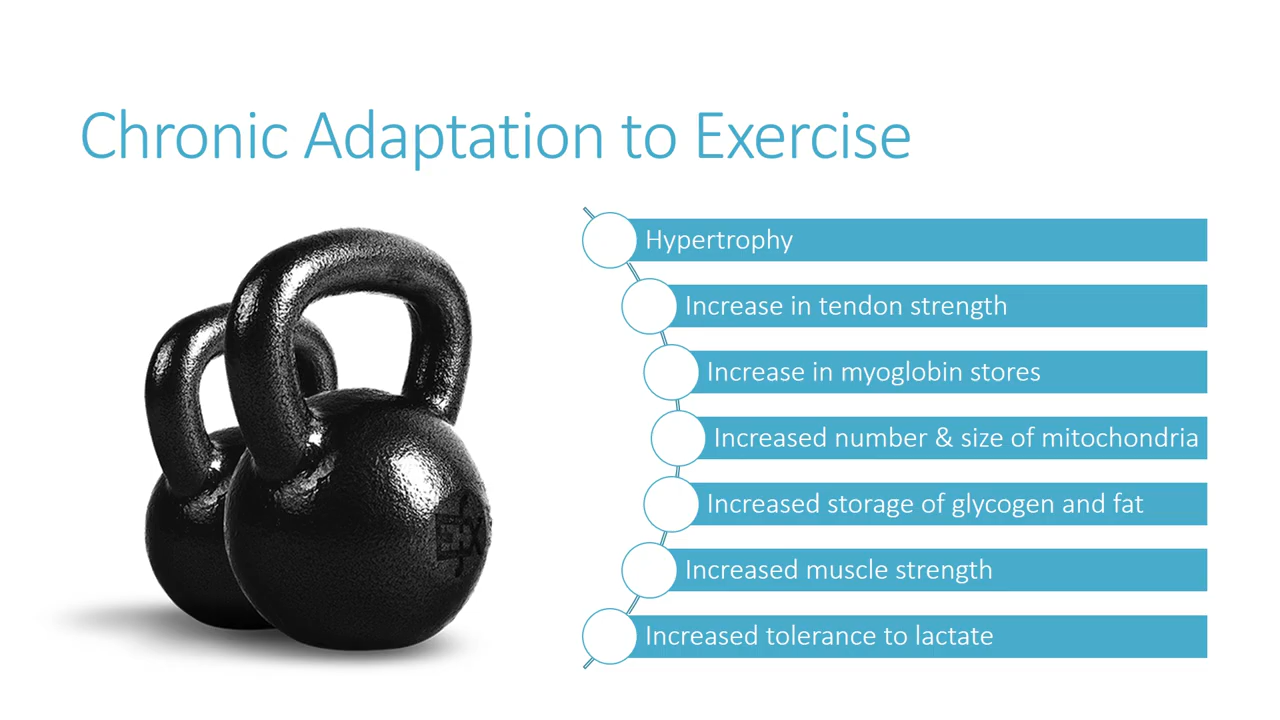 Chronic Adaptation to Exercise
Hypertrophy
Increase in tendon strength
Increase in myoglobin stores
Increased number & size of mitochondria
Increased storage of glycogen and fat
Increased muscle strength
Increased tolerance to lactate